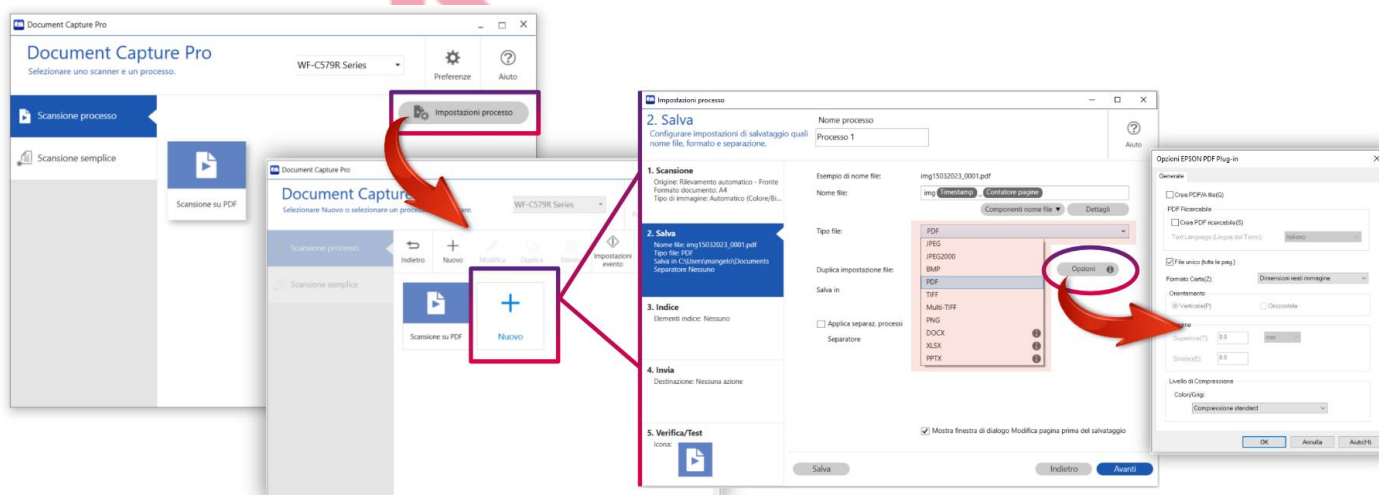 Document Capture Pro
Document Capture Pro
Selezionare uno scanner e un processo.
WF-C579R Series
Preferenze
Aiuto
Scansione processo
Impostazioni processo
Scansione semplice
Scansione su PDF
Document Capture Pro
Document Captur
Selezionare Nuovo o selezionare un
WF-C579R Series
Scansione processo
Indietro
Nuovo
Modifica
Duplica
Impostazioni
evento
Scansione semplice
Scansione su PDF
Nuovo
Impostazioni processo
2. Salva
Configurare impostazioni di salvataggio quali
nome file, formato e separazione.
Nome processo
Processo 1
Aiuto
1. Scansione
Origine: Rilevamento automatico - Fronte
Formato documento: A4
Tipo di immagine: Automatico (Colore/Bi...
2. Salva
Nome file: img15032023_0001.pdf
Tipo file: PDF
Salva in C:\Users\mangelo\Documents
Separatore Nessuno
3. Indice
Elementi indice: Nessuno
4. Invia
Destinazione: Nessuna azione
5. Verifica/Test
Icona:
Esempio di nome file: img15032023_0001.pdf
Nome file: img Timestamp _ Contatore pagine
Componenti nome file ▼ Dettagli
Tipo file: PDF
JPEG
JPEG2000
BMP
PDF
TIFF
Multi-TIFF
PNG
DOCX
XLSX
PPTX
Duplica impostazione file:
Opzioni
Salva in
Applica separaz. processi
Separatore
Mostra finestra di dialogo Modifica pagina prima del salvataggio
Salva
Indietro
Avanti
Opzioni EPSON PDF Plug-in
Generale
Crea PDF/A file(G)
PDF Ricercabile
Crea PDF ricercabile(S)
Text Language (Lingua del Testo): Italiano
File unico (tutte le pag.)
Formato Carta(Z): Dimensioni reali immagine
Orientamento
Verticale(P) Orizzontale
Superiore(T): 0.0
Sinistro(E): 0.0
Livello di Compressione
Colori/Grigi:
Compressione standard
OK Annulla Aiuto(H)